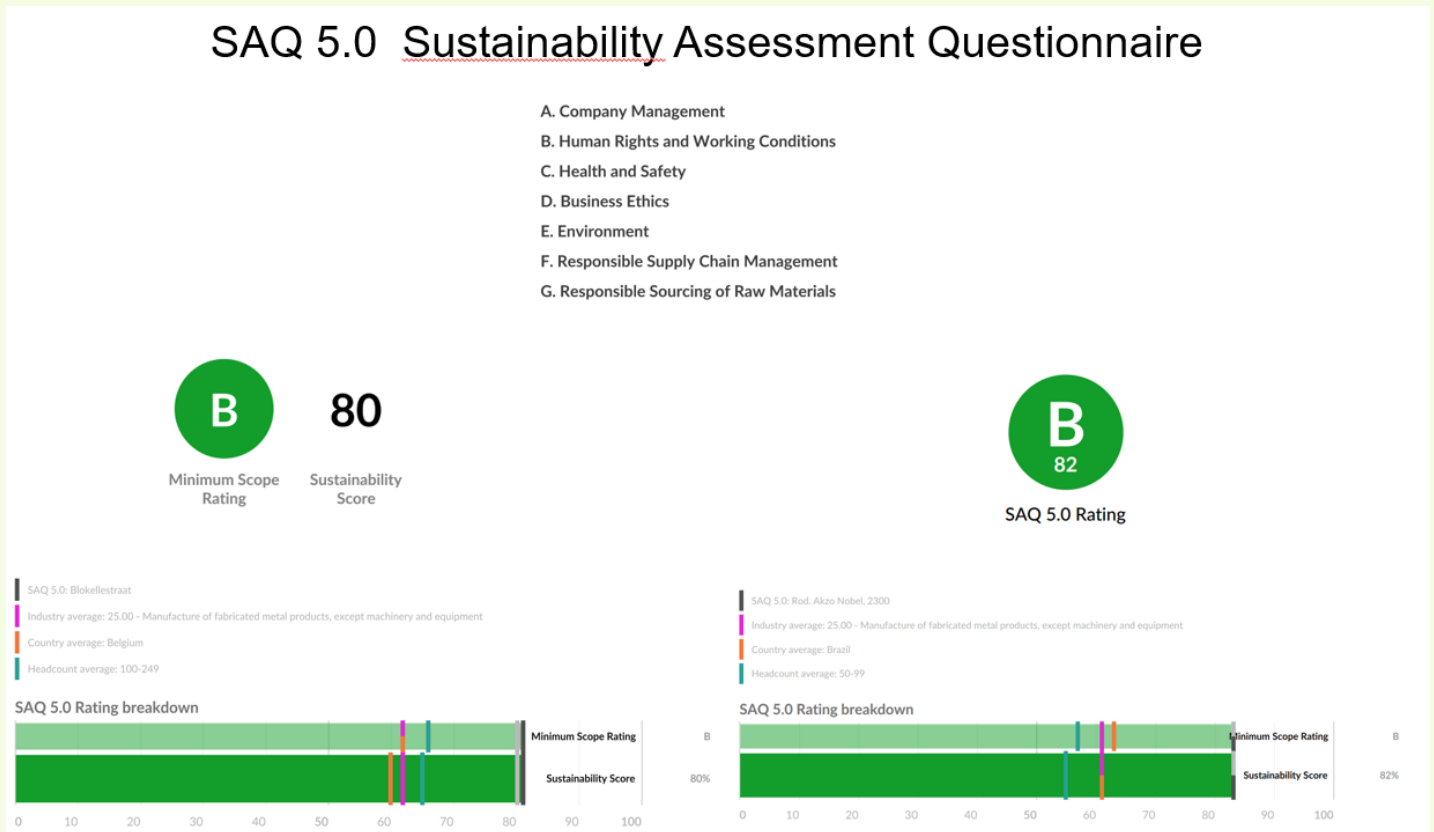 SAQ 5.0 Sustainability Assessment Questionnaire
A. Company Management
B. Human Rights and Working Conditions
C. Health and Safety
D. Business Ethics
E. Environment
F. Responsible Supply Chain Management
G. Responsible Sourcing of Raw Materials
B
80
Minimum Scope
Rating
Sustainability
Score
SAQ 5.0: Blokellestraat
Industry average: 25.00 - Manufacture of fabricated metal products, except machinery and equipment
Country average: Belgium
Headcount average: 100-249
SAQ 5.0 Rating breakdown
Minimum Scope Rating B
Sustainability Score 80%
0 10 20 30 40 50 60 70 80 90 100
B
82
SAQ 5.0 Rating
SAQ 5.0: Rod. Akzo Nobel, 2300
Industry average: 25.00 - Manufacture of fabricated metal products, except machinery and equipment
Country average: Brazil
Headcount average: 50-99
SAQ 5.0 Rating breakdown
Minimum Scope Rating B
Sustainability Score 82%
0 10 20 30 40 50 60 70 80 90 100